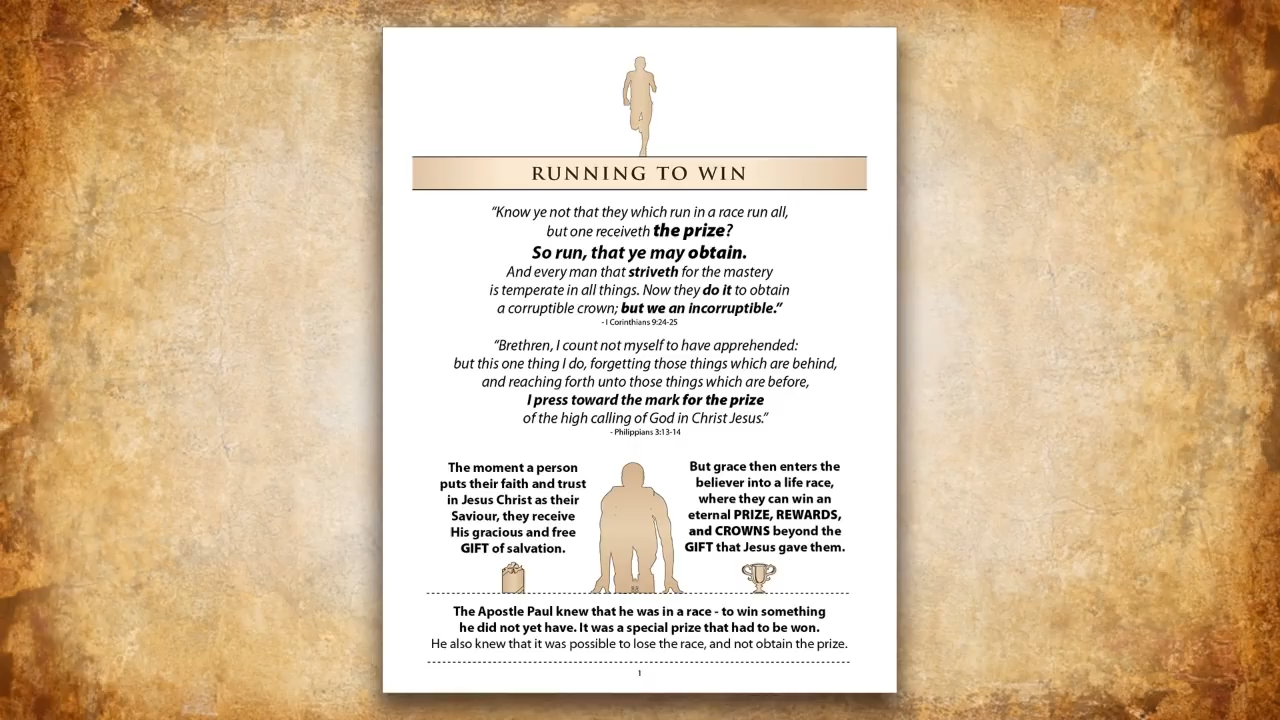 RUNNING TO WIN
“Know ye not that they which run in a race run all,
but one receiveth the prize?
So run, that ye may obtain.
And every man that striveth for the mastery
is temperate in all things. Now they do it to obtain
a corruptible crown; but we an incorruptible.”
- I Corinthians 9:24-25
“Brethren, I count not myself to have apprehended:
but this one thing I do, forgetting those things which are behind,
and reaching forth unto those things which are before,
I press toward the mark for the prize
of the high calling of God in Christ Jesus.”
- Philippians 3:13-14
The moment a person
puts their faith and trust
in Jesus Christ as their
Saviour, they receive
His gracious and free
GIFT of salvation.
But grace then enters the
believer into a life race,
where they can win an
eternal PRIZE, REWARDS,
and CROWNS beyond the
GIFT that Jesus gave them.
The Apostle Paul knew that he was in a race - to win something
he did not yet have. It was a special prize that had to be won.
He also knew that it was possible to lose the race, and not obtain the prize.
1